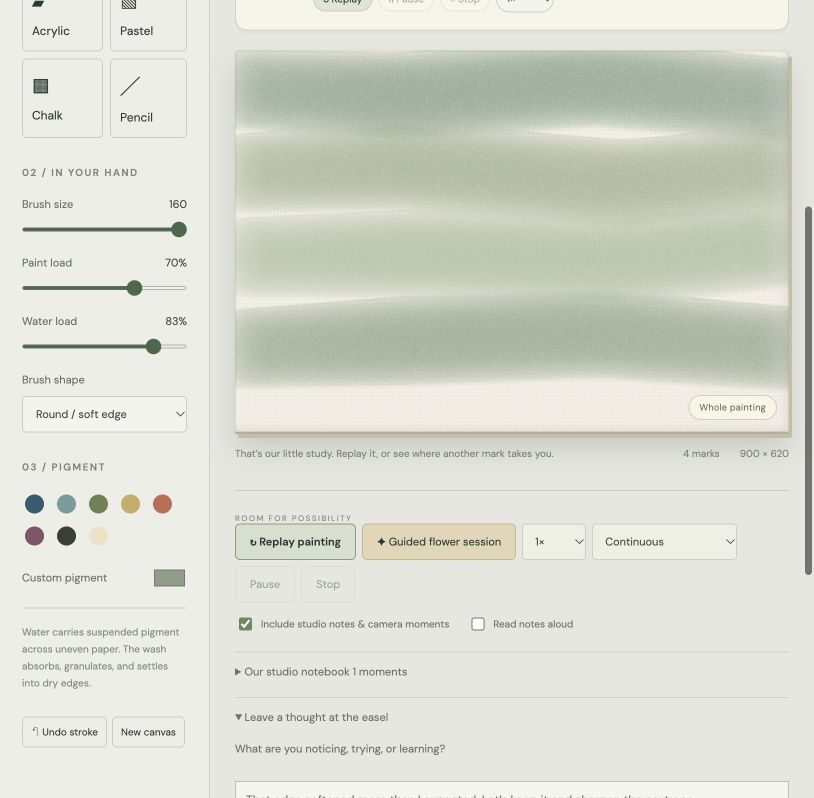 Replay
Pause
Stop
Acrylic
Pastel
Chalk
Pencil
02 / IN YOUR HAND
Brush size 160
Paint load 70%
Water load 83%
Brush shape
Round / soft edge
03 / PIGMENT
Custom pigment
Water carries suspended pigment
across uneven paper. The wash
absorbs, granulates, and settles
into dry edges.
Undo stroke New canvas
Whole painting
That's our little study. Replay it, or see where another mark takes you. 4 marks 900 × 620
ROOM FOR POSSIBILITY
↻ Replay painting ✦ Guided flower session 1× Continuous
Pause Stop
Include studio notes & camera moments Read notes aloud
Our studio notebook 1 moments
Leave a thought at the easel
What are you noticing, trying, or learning?